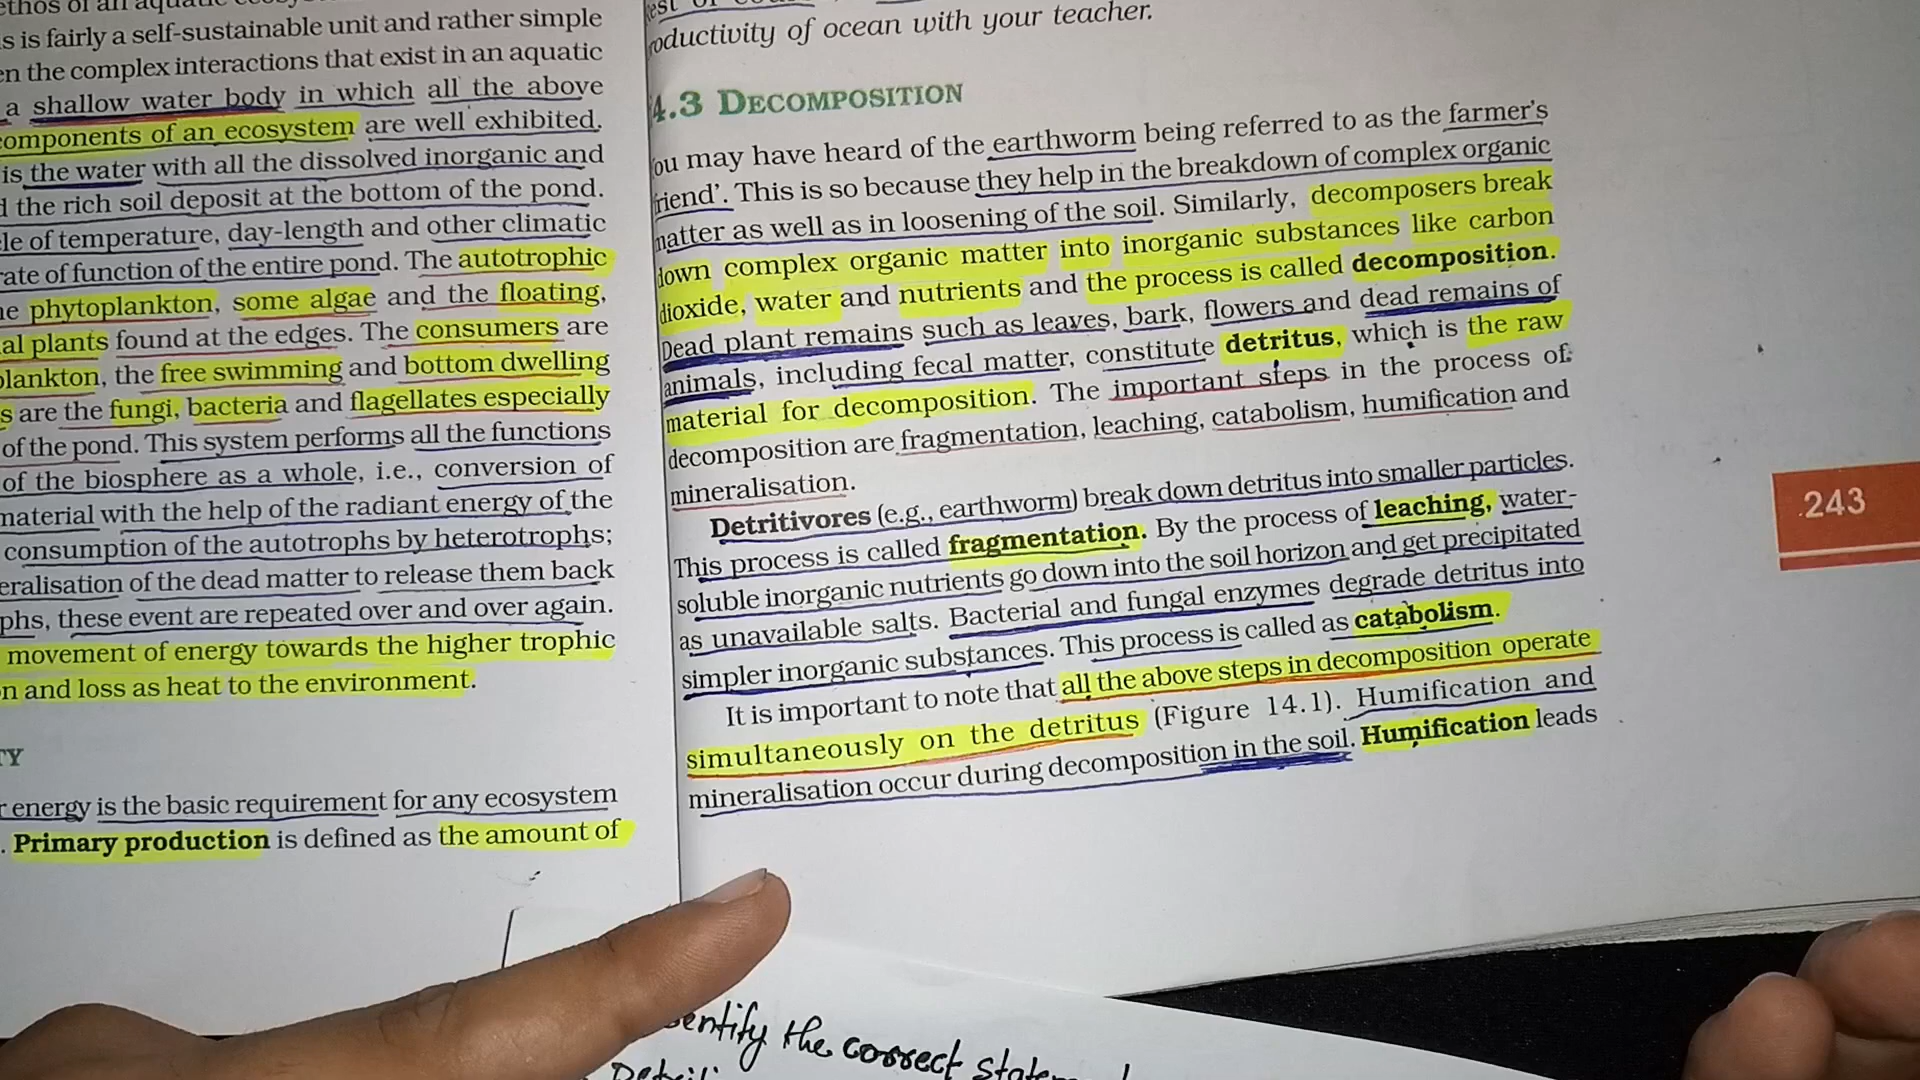 s is fairly a self-sustainable unit and rather simple
en the complex interactions that exist in an aquatic
a shallow water body in which all the above
components of an ecosystem are well exhibited.
is the water with all the dissolved inorganic and
d the rich soil deposit at the bottom of the pond.
le of temperature, day-length and other climatic
rate of function of the entire pond. The autotrophic
e phytoplankton, some algae and the floating,
al plants found at the edges. The consumers are
plankton, the free swimming and bottom dwelling
s are the fungi, bacteria and flagellates especially
of the pond. This system performs all the functions
of the biosphere as a whole, i.e., conversion of
material with the help of the radiant energy of the
consumption of the autotrophs by heterotrophs;
eralisation of the dead matter to release them back
phs, these event are repeated over and over again.
movement of energy towards the higher trophic
n and loss as heat to the environment.
TY
r energy is the basic requirement for any ecosystem
. Primary production is defined as the amount of
oductivity of ocean with your teacher.
4.3 DECOMPOSITION
ou may have heard of the earthworm being referred to as the farmer's
friend'. This is so because they help in the breakdown of complex organic
matter as well as in loosening of the soil. Similarly, decomposers break
down complex organic matter into inorganic substances like carbon
dioxide, water and nutrients and the process is called decomposition.
Dead plant remains such as leaves, bark, flowers and dead remains of
animals, including fecal matter, constitute detritus, which is the raw
material for decomposition. The important steps in the process of
decomposition are fragmentation, leaching, catabolism, humification and
mineralisation.
Detritivores (e.g., earthworm) break down detritus into smaller particles.
This process is called fragmentation. By the process of leaching, water-
soluble inorganic nutrients go down into the soil horizon and get precipitated
as unavailable salts. Bacterial and fungal enzymes degrade detritus into
simpler inorganic substances. This process is called as catabolism.
It is important to note that all the above steps in decomposition operate
simultaneously on the detritus (Figure 14.1). Humification and
mineralisation occur during decomposition in the soil. Humification leads
243
entify the correct